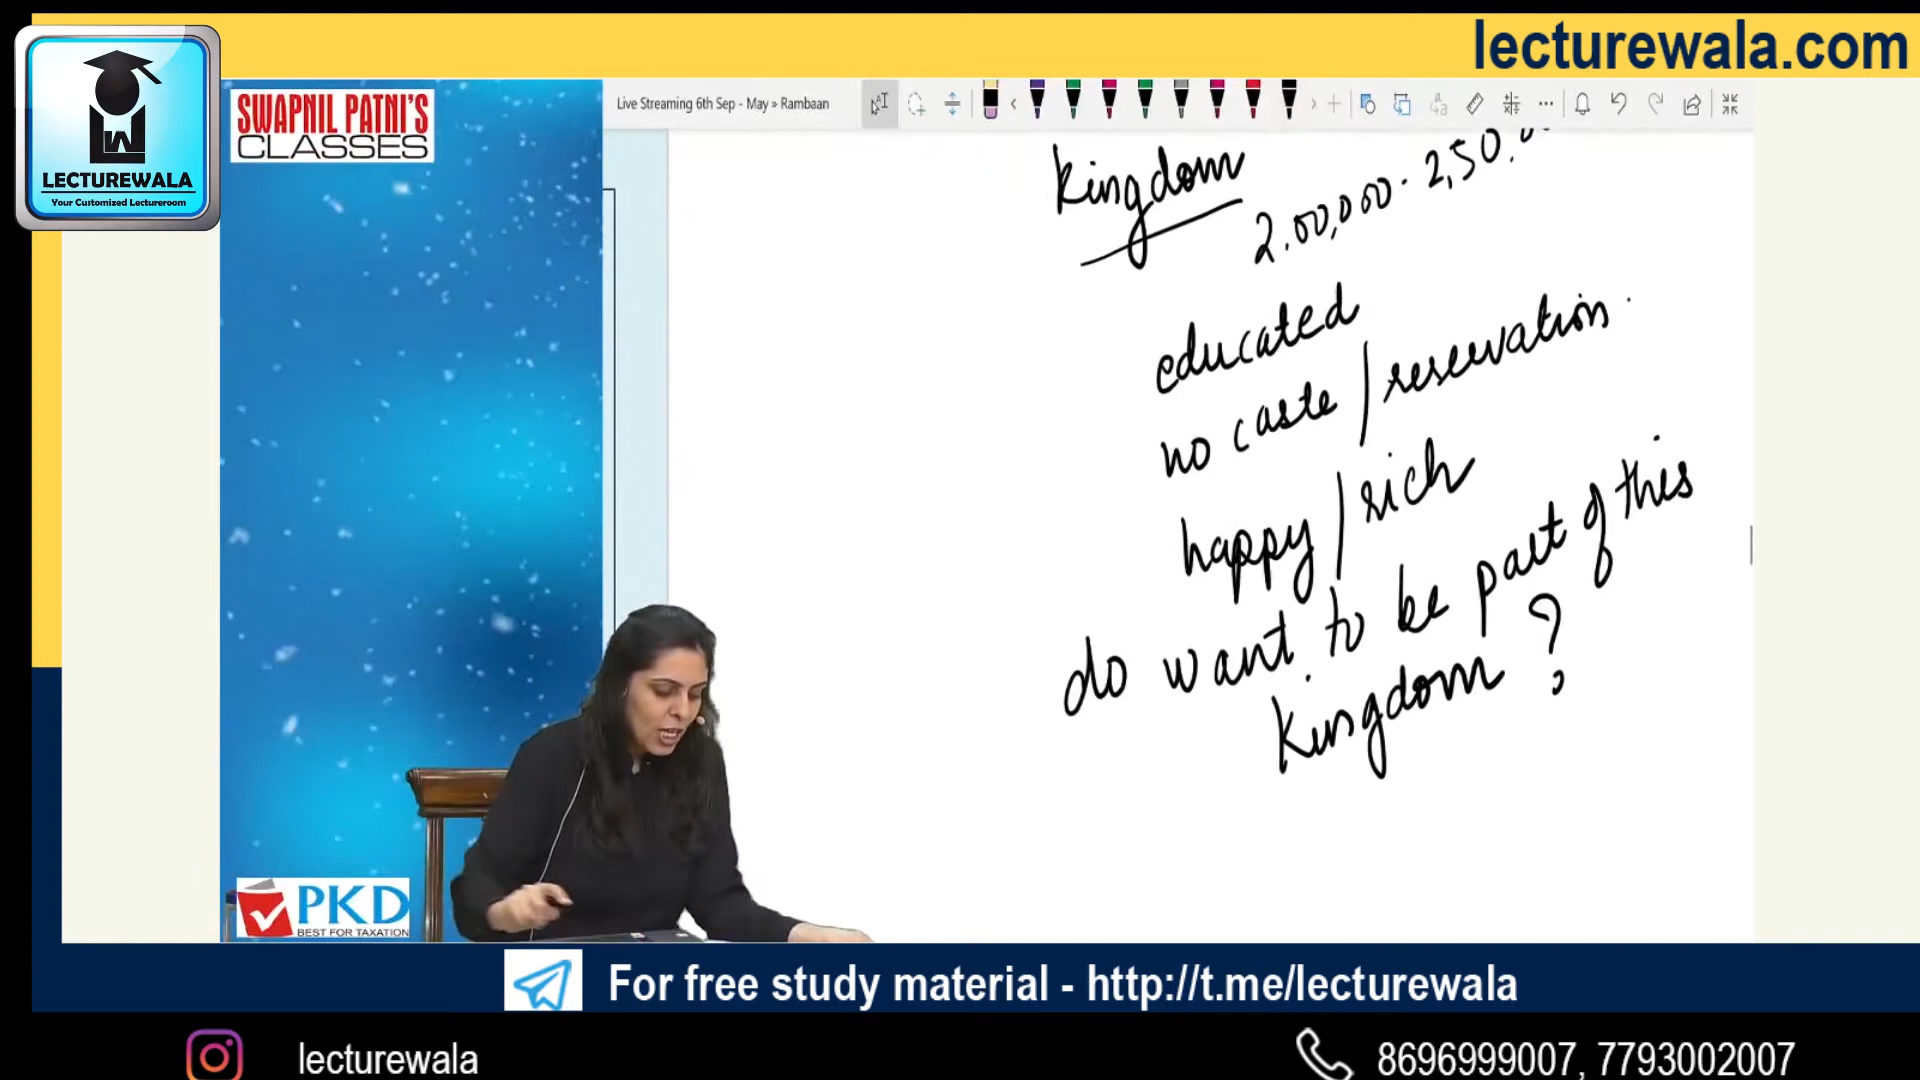 lecturewala.com
LECTUREWALA
Your Customized Lectureroom
SWAPNIL PATNI'S
CLASSES
Live Streaming 6th Sep - May » Rambaan
Kingdom
2.00,000 - 2,50,
educated
no caste / reservation.
happy / rich
do want to be part of this
Kingdom ?
PKD
BEST FOR TAXATION
For free study material - http://t.me/lecturewala
lecturewala
8696999007, 7793002007